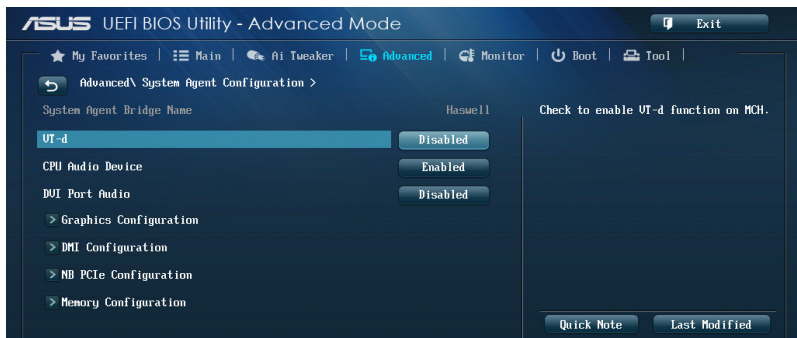 ASUS UEFI BIOS Utility - Advanced Mode
Exit
My Favorites | Main | Ai Tweaker | Advanced | Monitor | Boot | Tool |
Advanced\ System Agent Configuration >
System Agent Bridge Name Haswell
Check to enable VT-d function on MCH.
VT-d Disabled
CPU Audio Device Enabled
DVI Port Audio Disabled
> Graphics Configuration
> DMI Configuration
> NB PCIe Configuration
> Memory Configuration
Quick Note Last Modified